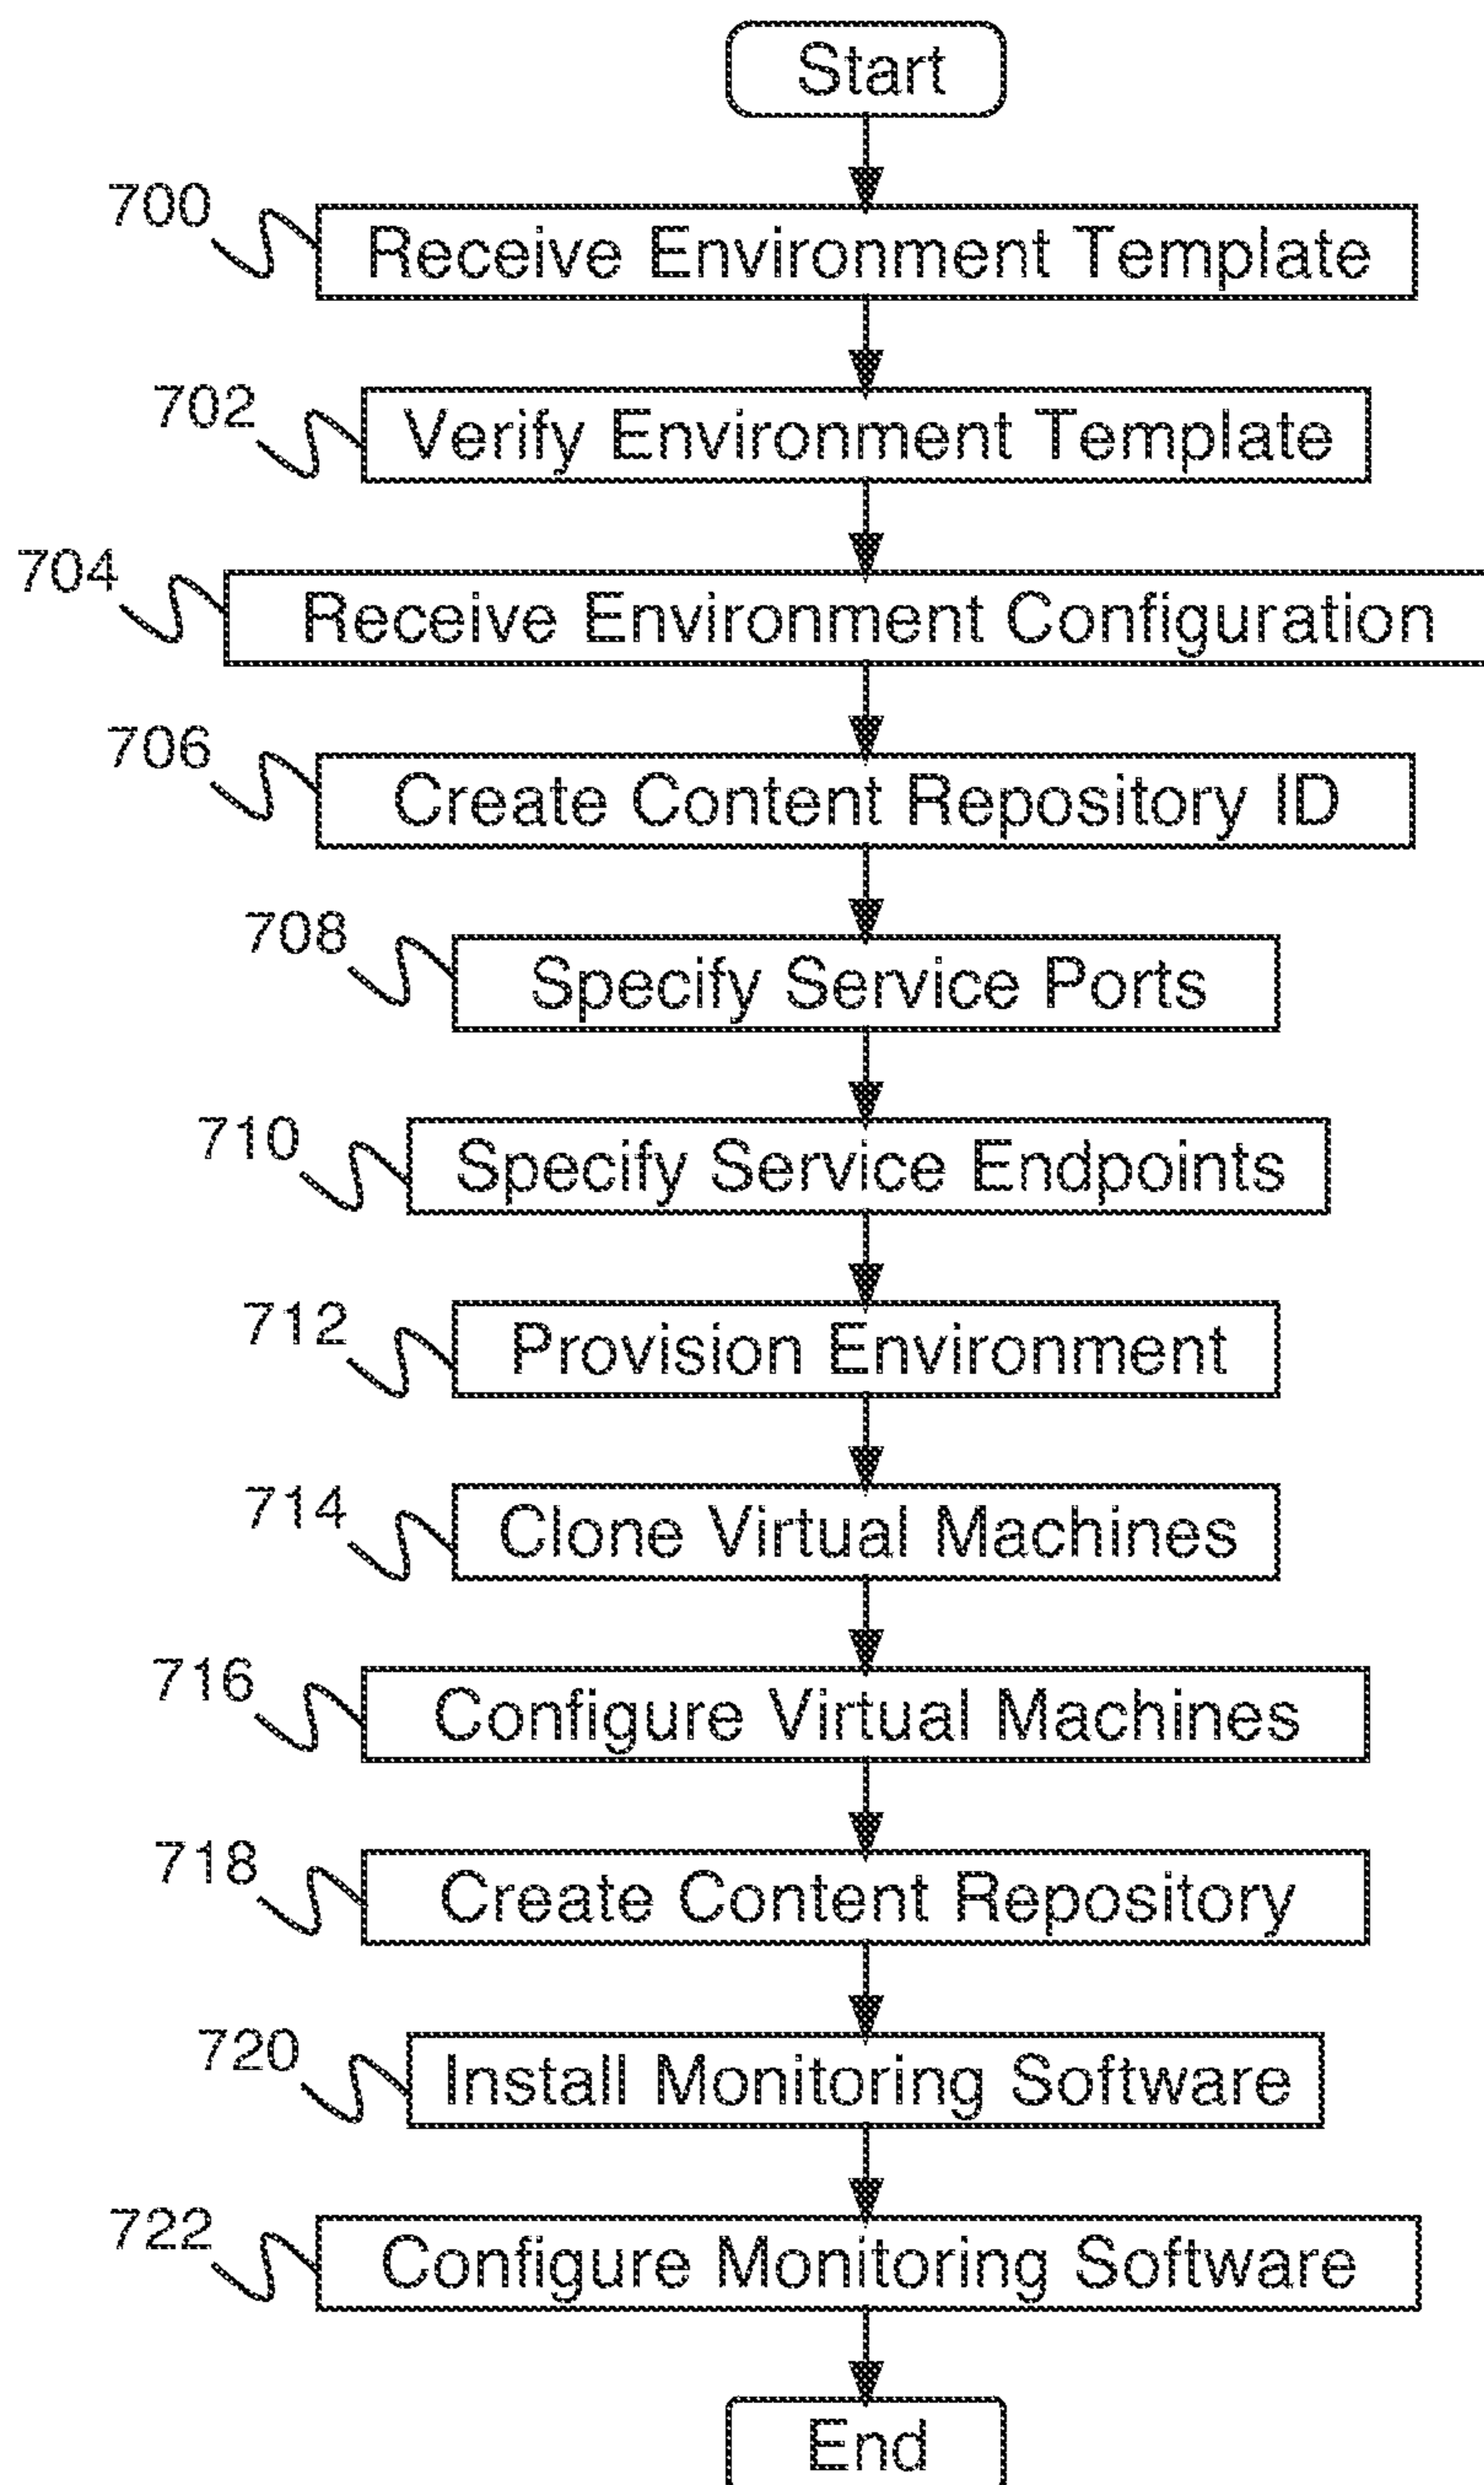 Start
700
Receive Environment Template
702
Verify Environment Template
704
Receive Environment Configuration
706
Create Content Repository ID
708
Specify Service Ports
710
Specify Service Endpoints
712
Provision Environment
714
Clone Virtual Machines
716
Configure Virtual Machines
718
Create Content Repository
720
Install Monitoring Software
722
Configure Monitoring Software
End